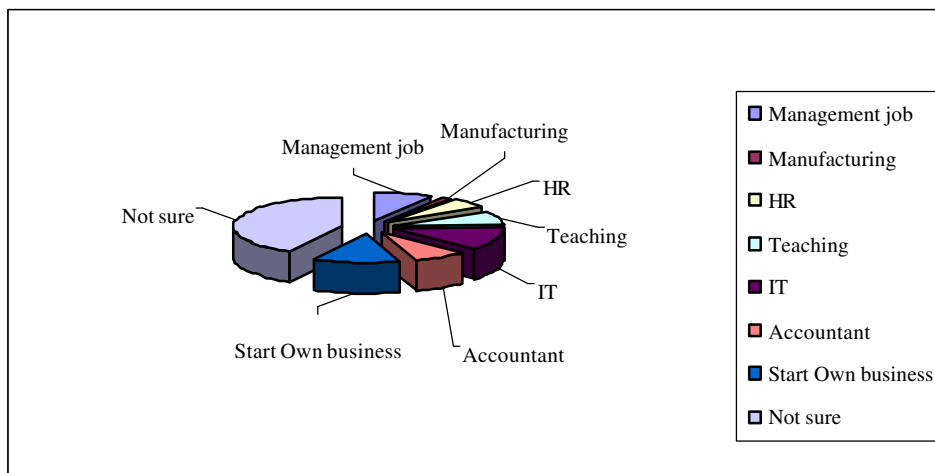 Management job
Manufacturing
HR
Teaching
IT
Accountant
Start Own business
Not sure
Management job
Manufacturing
HR
Teaching
IT
Accountant
Start Own business
Not sure